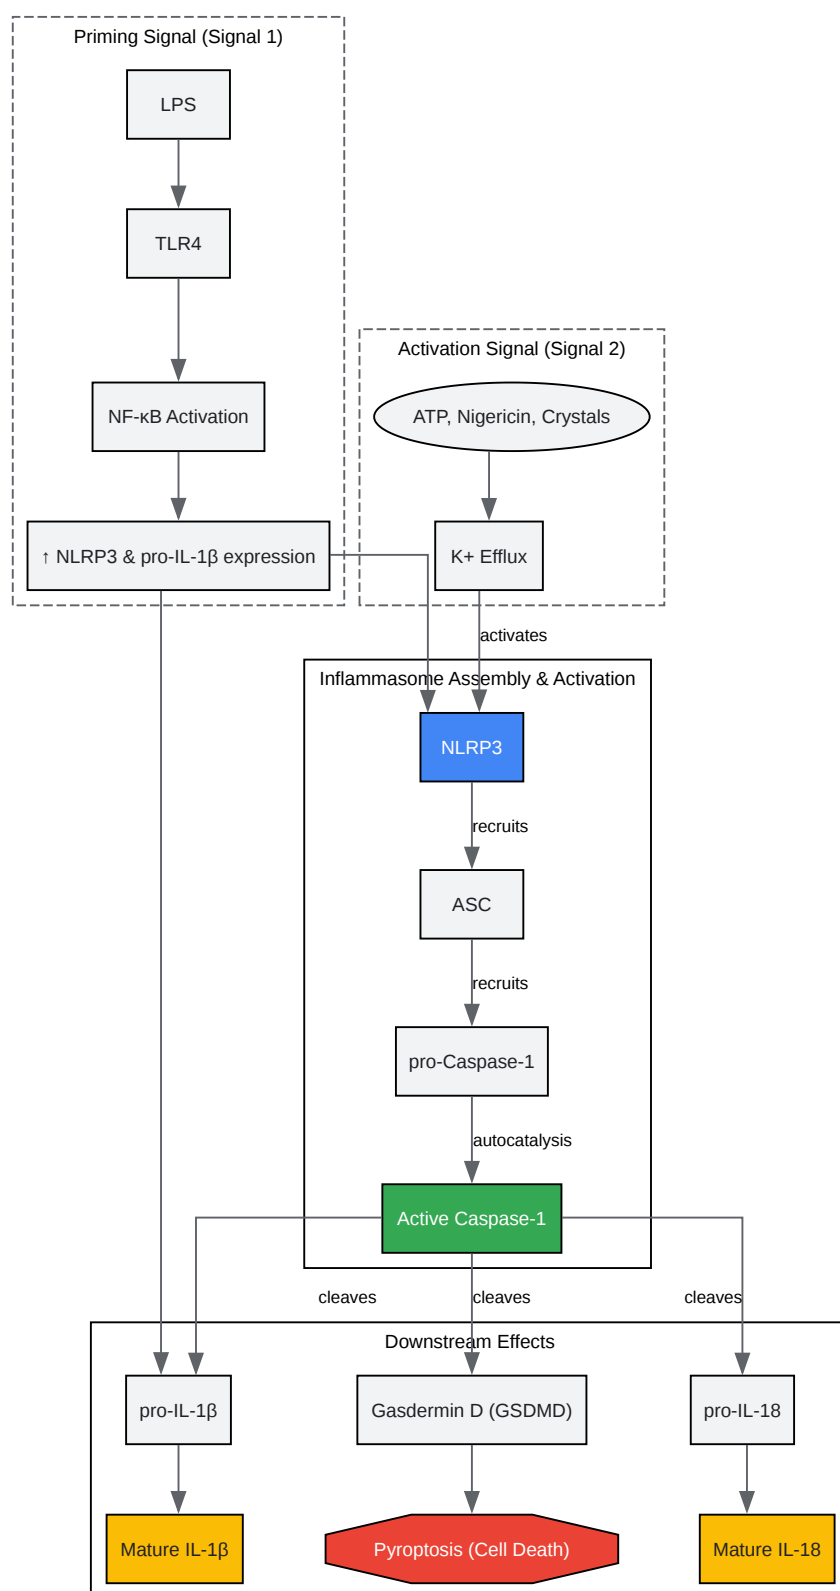 Priming Signal (Signal 1)
LPS
TLR4
NF-κB Activation
↑ NLRP3 & pro-IL-1β expression
Activation Signal (Signal 2)
ATP, Nigericin, Crystals
K+ Efflux
activates
Inflammasome Assembly & Activation
NLRP3
recruits
ASC
recruits
pro-Caspase-1
autocatalysis
Active Caspase-1
cleaves
cleaves
cleaves
Downstream Effects
pro-IL-1β
Gasdermin D (GSDMD)
pro-IL-18
Mature IL-1β
Pyroptosis (Cell Death)
Mature IL-18